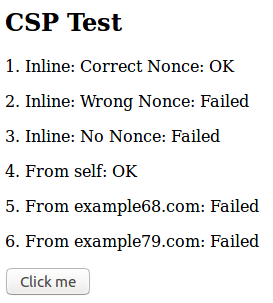 CSP Test
1. Inline: Correct Nonce: OK
2. Inline: Wrong Nonce: Failed
3. Inline: No Nonce: Failed
4. From self: OK
5. From example68.com: Failed
6. From example79.com: Failed
Click me